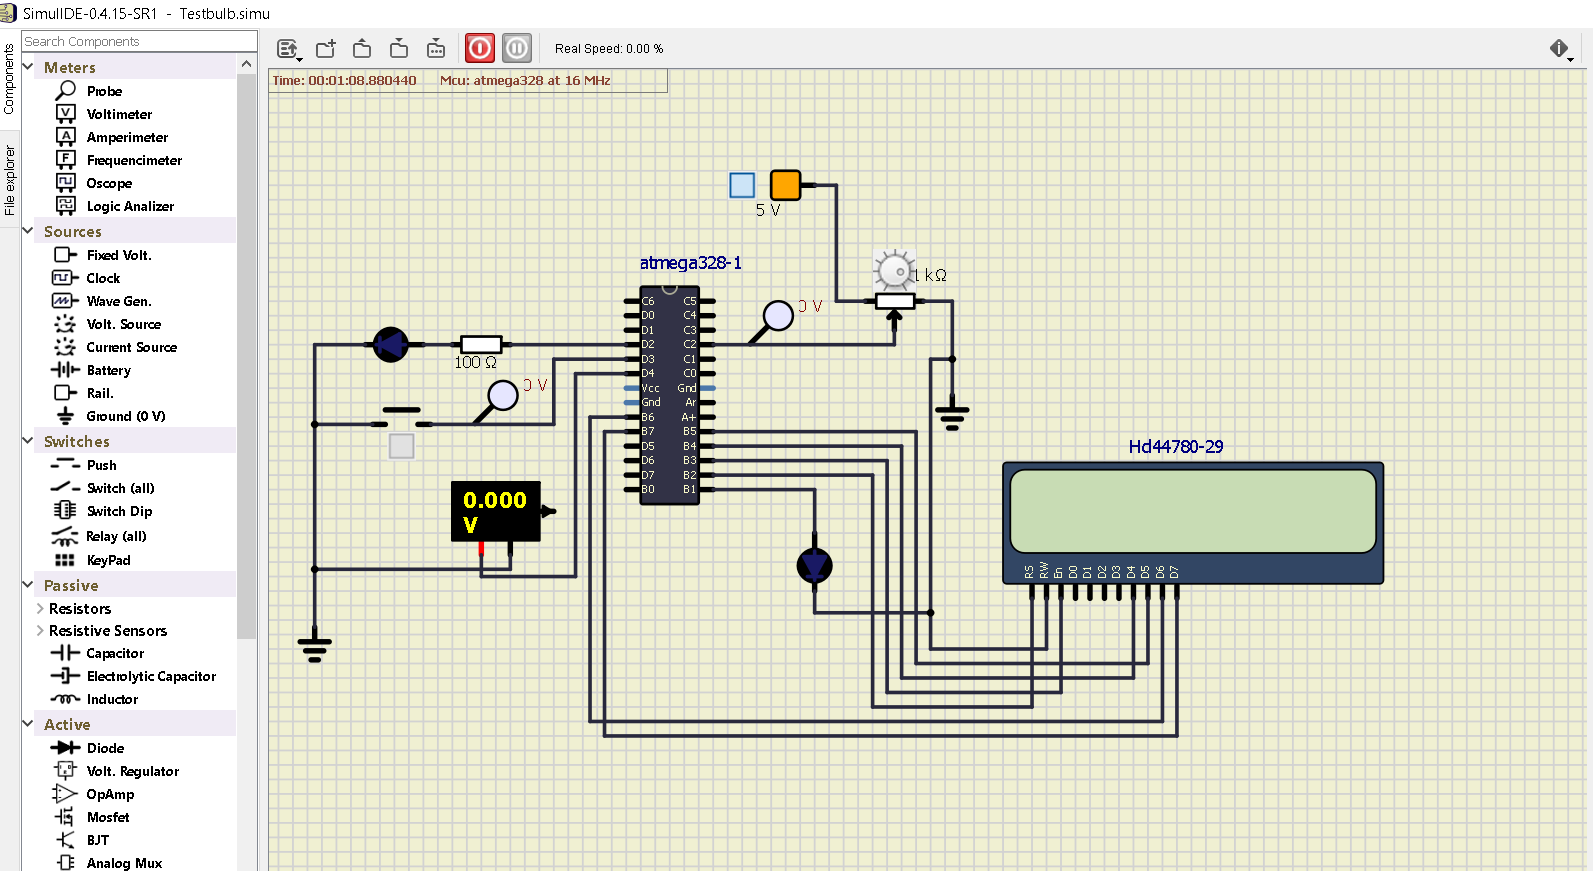 SimulIDE-0.4.15-SR1 - Testbulb.simu
Components
File explorer
Search Components
Meters
Probe
Voltimeter
Amperimeter
Frequencimeter
Oscope
Logic Analizer
Sources
Fixed Volt.
Clock
Wave Gen.
Volt. Source
Current Source
Battery
Rail.
Ground (0 V)
Switches
Push
Switch (all)
Switch Dip
Relay (all)
KeyPad
Passive
Resistors
Resistive Sensors
Capacitor
Electrolytic Capacitor
Inductor
Active
Diode
Volt. Regulator
OpAmp
Mosfet
BJT
Analog Mux
Real Speed: 0.00 %
Time: 00:01:08.880440 Mcu: atmega328 at 16 MHz
5 V
atmega328-1
1 kΩ
0 V
C6 C5
D0 C4
D1 C3
D2 C2
D3 C1
D4 C0
Vcc Gnd
Gnd Ar
B6 A+
B7 B5
D5 B4
D6 B3
D7 B2
B0 B1
100 Ω
0 V
0.000
V
Hd44780-29
RS RW En D0 D1 D2 D3 D4 D5 D6 D7